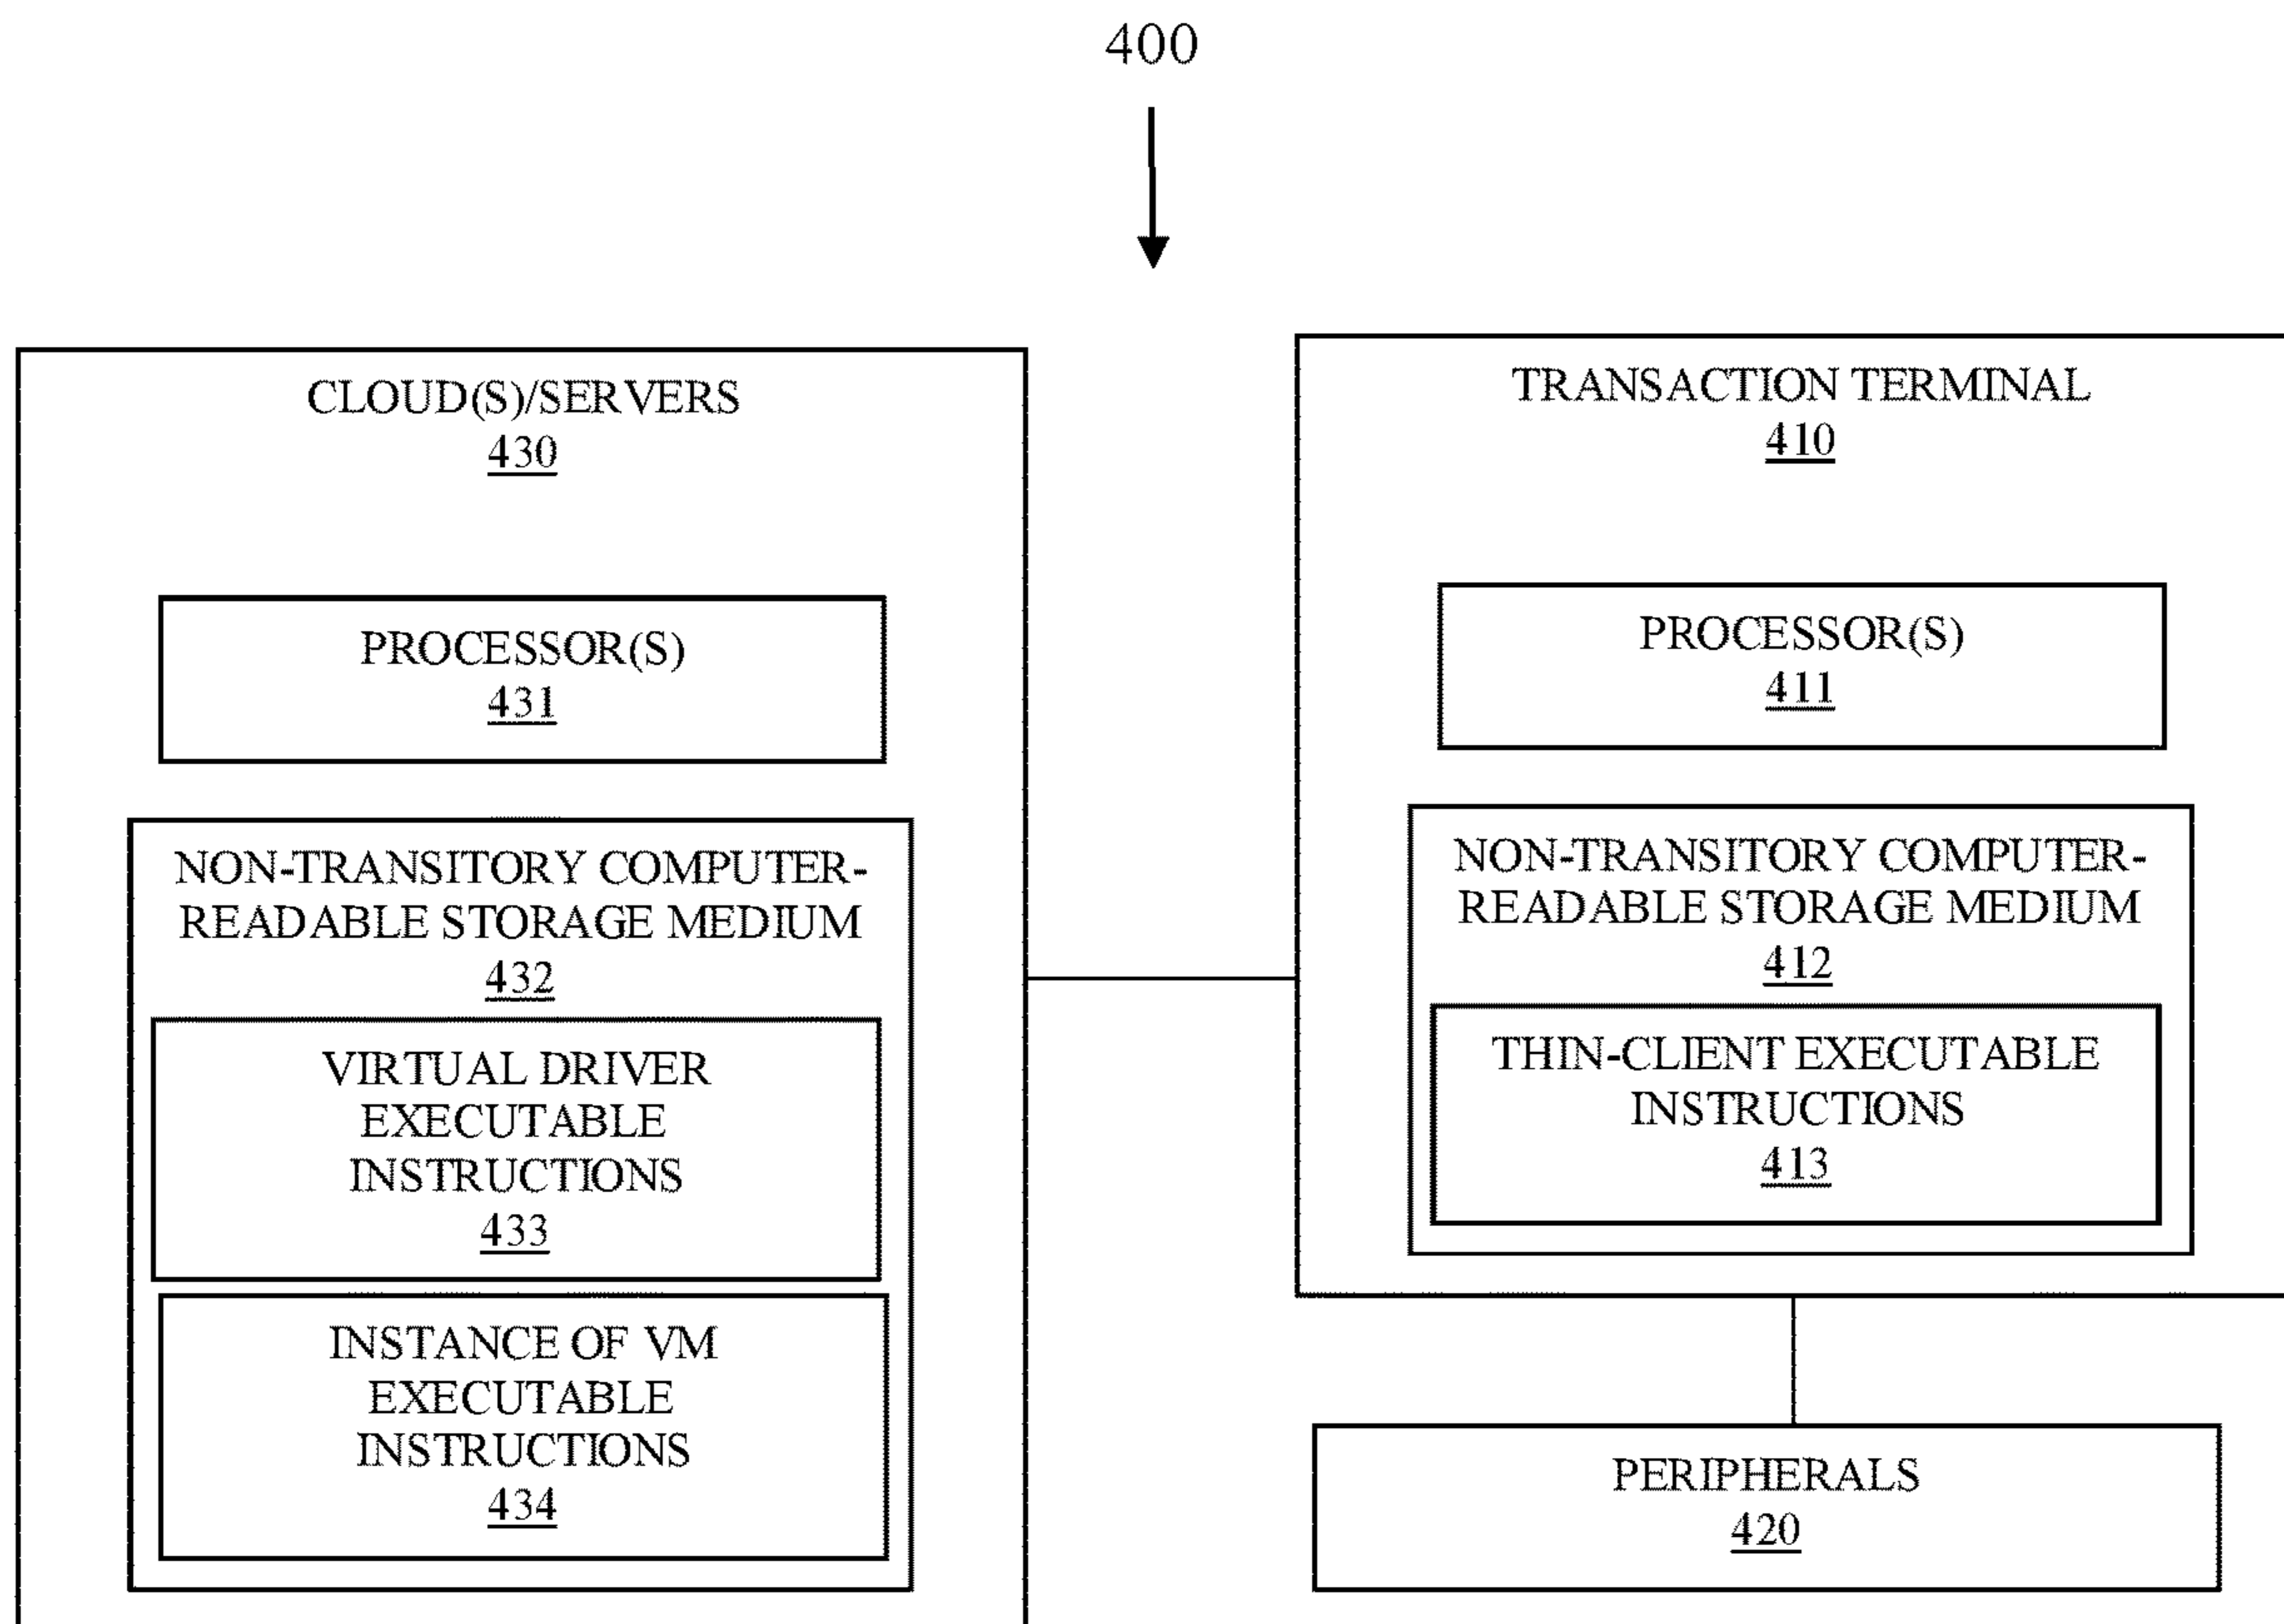 400
CLOUD(S)/SERVERS
430
PROCESSOR(S)
431
NON-TRANSITORY COMPUTER-
READABLE STORAGE MEDIUM
432
VIRTUAL DRIVER
EXECUTABLE
INSTRUCTIONS
433
INSTANCE OF VM
EXECUTABLE
INSTRUCTIONS
434
TRANSACTION TERMINAL
410
PROCESSOR(S)
411
NON-TRANSITORY COMPUTER-
READABLE STORAGE MEDIUM
412
THIN-CLIENT EXECUTABLE
INSTRUCTIONS
413
PERIPHERALS
420